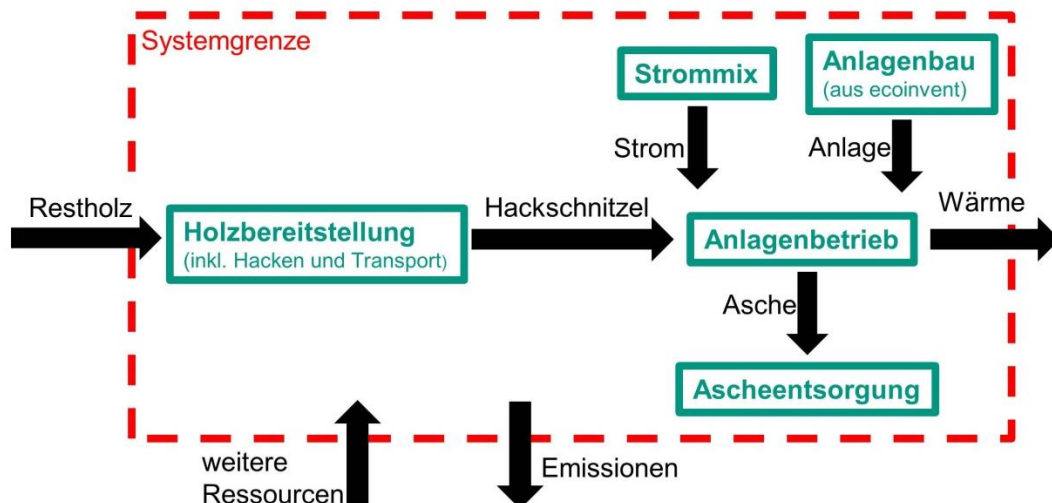 Systemgrenze
Strommix
Anlagenbau
(aus ecoinvent)
Strom
Anlage
Restholz
Holzbereitstellung
(inkl. Hacken und Transport)
Hackschnitzel
Anlagenbetrieb
Wärme
Asche
Ascheentsorgung
weitere
Ressourcen
Emissionen